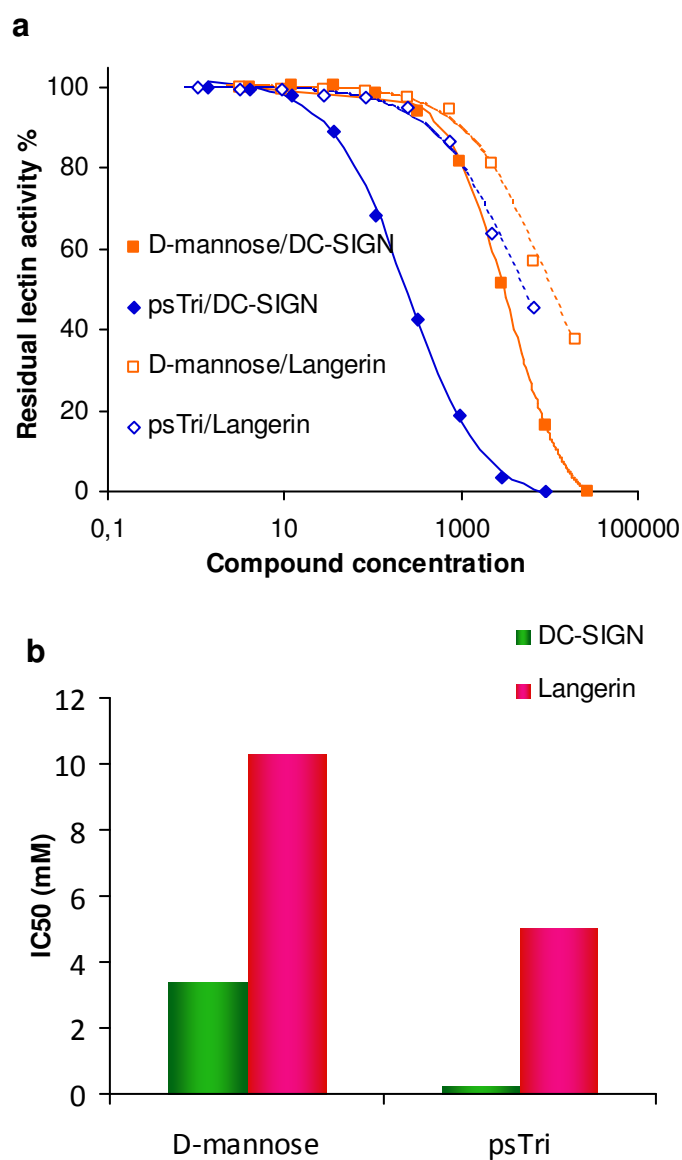 a
Residual lectin activity %
100
80
60
40
20
0
D-mannose/DC-SIGN
psTri/DC-SIGN
D-mannose/Langerin
psTri/Langerin
0,1
10
1000
100000
Compound concentration
b
DC-SIGN
Langerin
IC50 (mM)
12
10
8
6
4
2
0
D-mannose
psTri